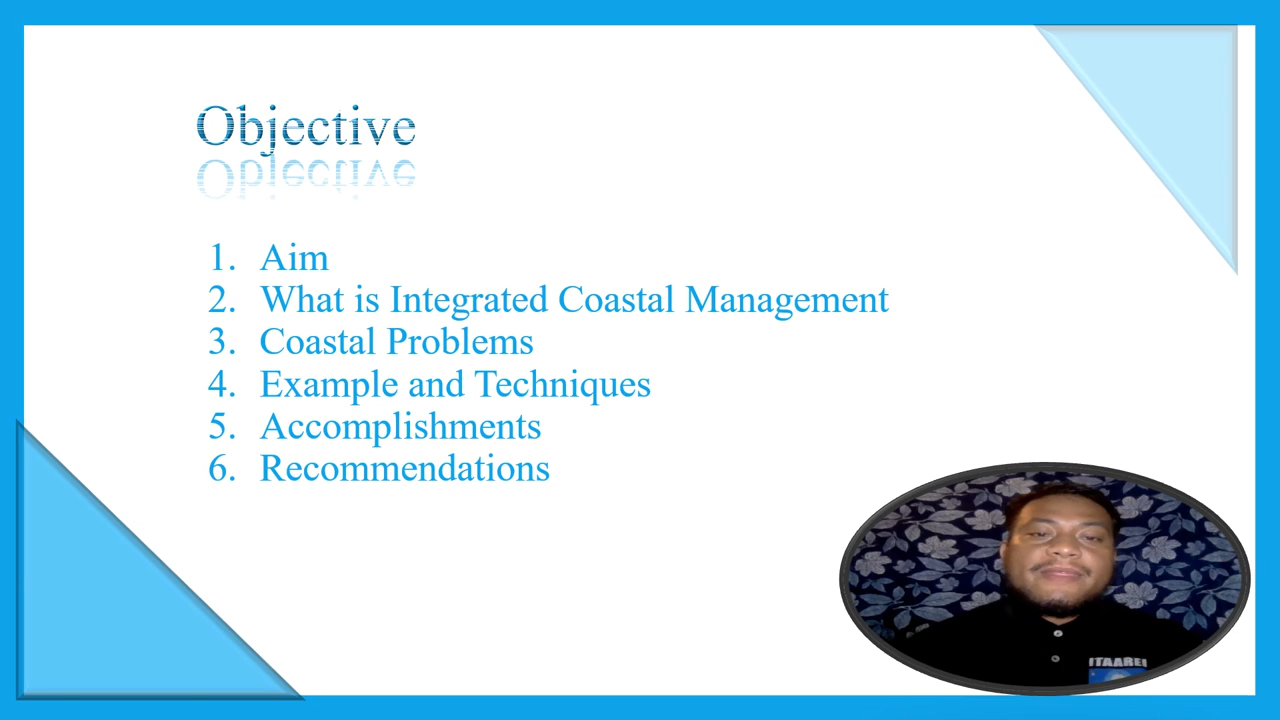 Objective
1. Aim
2. What is Integrated Coastal Management
3. Coastal Problems
4. Example and Techniques
5. Accomplishments
6. Recommendations